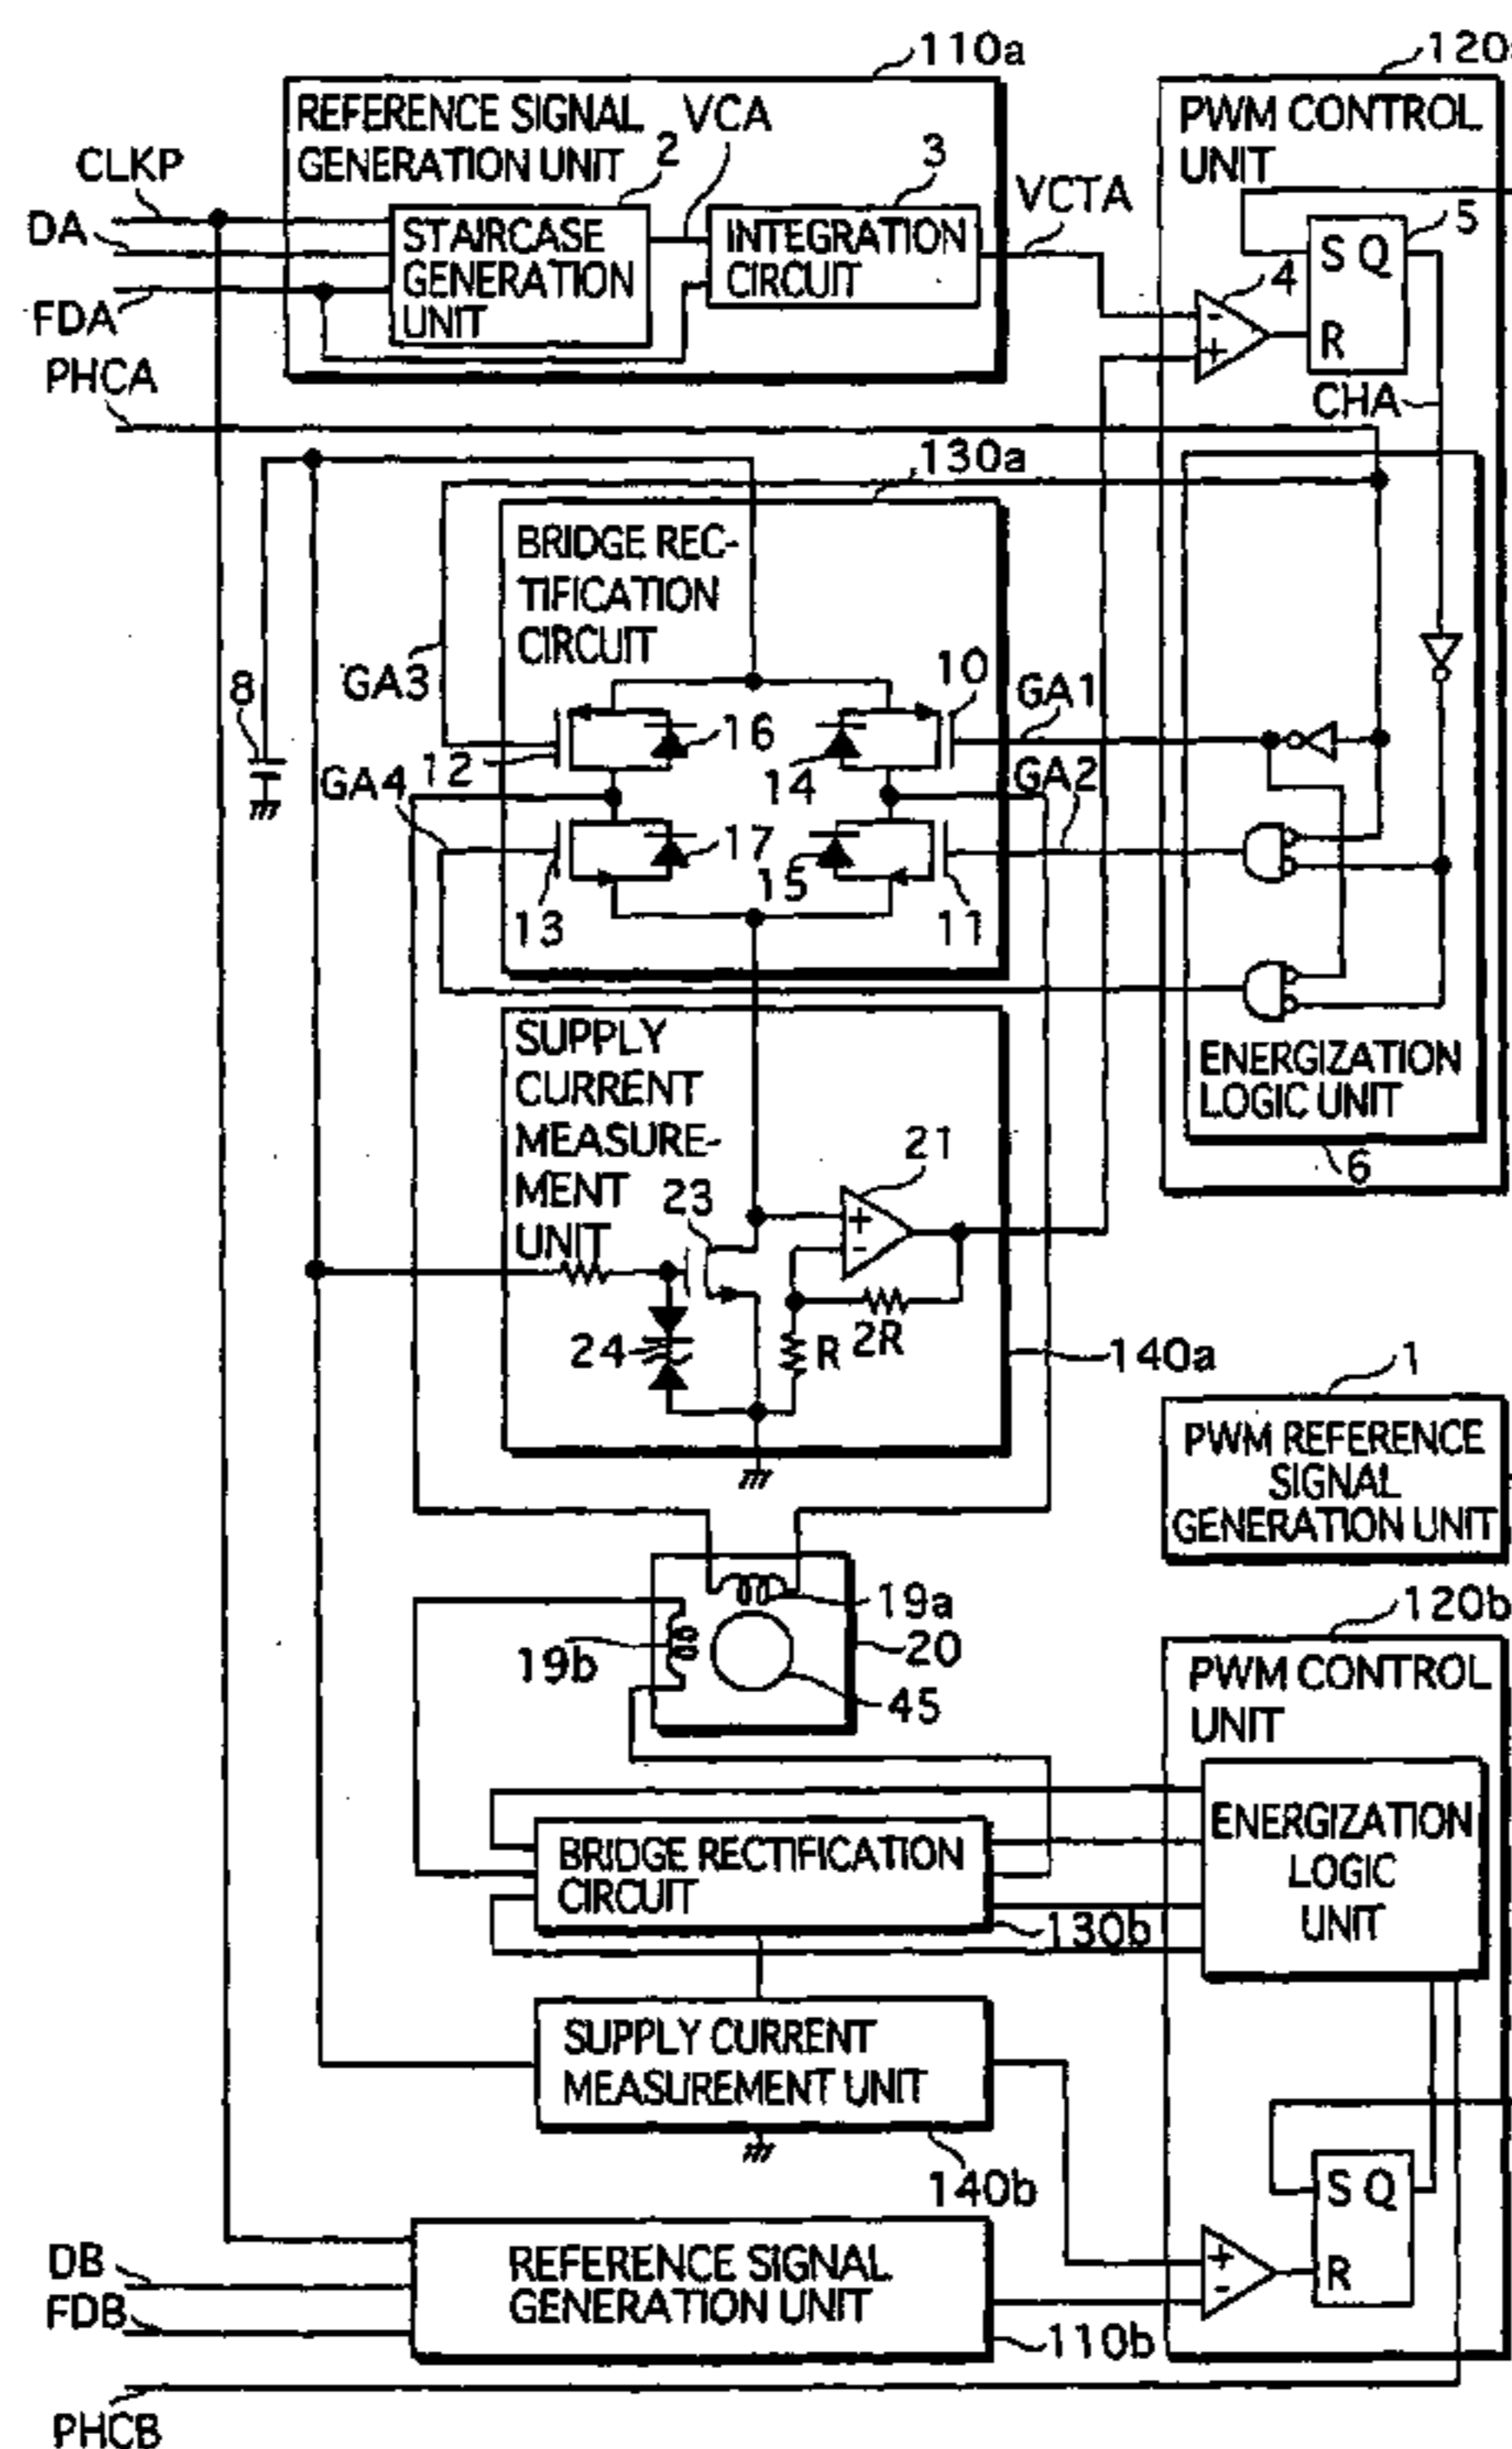 110a
120a
REFERENCE SIGNAL
GENERATION UNIT
VCA
PWM CONTROL
UNIT
CLKP
2
3
VCTA
DA
STAIRCASE
GENERATION
UNIT
INTEGRATION
CIRCUIT
S Q
5
4
-
+
R
FDA
PHCA
CHA
130a
BRIDGE REC-
TIFICATION
CIRCUIT
8
GA3
10
GA1
16
12
14
GA4
GA2
17
15
13
11
SUPPLY
CURRENT
MEASURE-
MENT
UNIT
ENERGIZATION
LOGIC UNIT
6
21
23
+
-
24
R
2R
140a
1
PWM REFERENCE
SIGNAL
GENERATION UNIT
19a
20
19b
45
120b
PWM CONTROL
UNIT
BRIDGE RECTIFICATION
CIRCUIT
130b
ENERGIZATION
LOGIC
UNIT
SUPPLY CURRENT
MEASUREMENT UNIT
140b
S Q
R
+
-
DB
FDB
REFERENCE SIGNAL
GENERATION UNIT
110b
PHCB